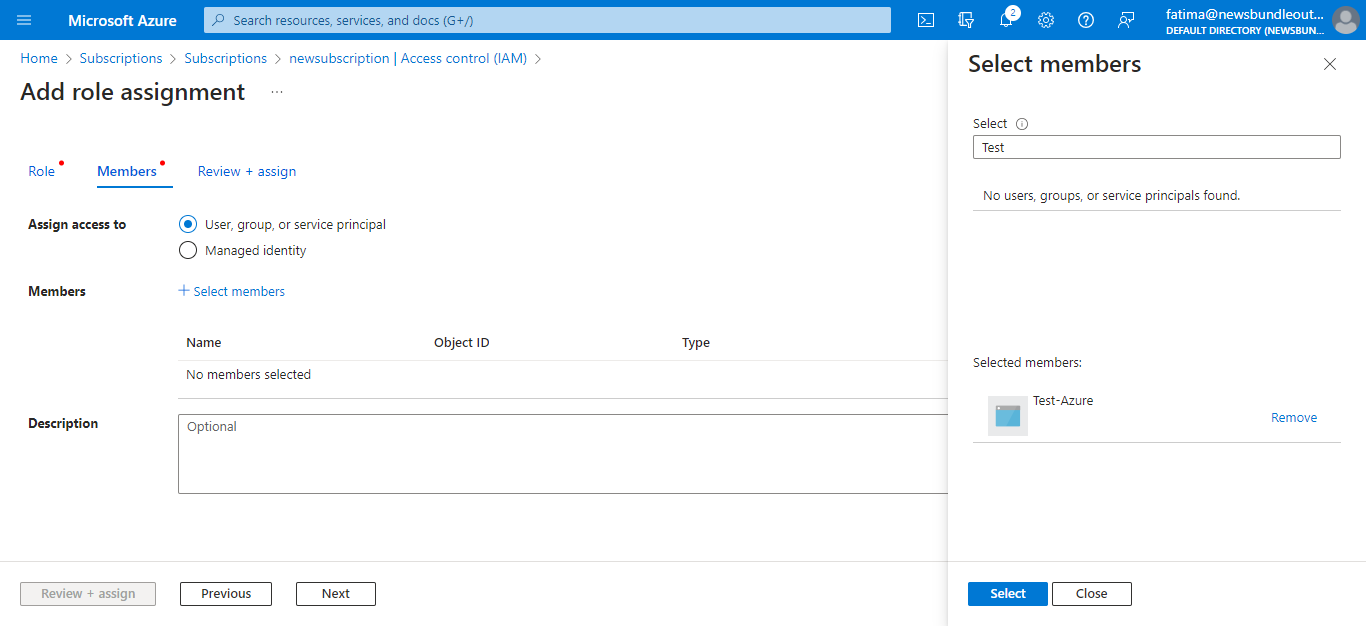 Microsoft Azure
Search resources, services, and docs (G+/)
2
fatima@newsbundleout...
DEFAULT DIRECTORY (NEWSBUN...
Home > Subscriptions > Subscriptions > newsubscription | Access control (IAM) >
Add role assignment ...
Role
Members
Review + assign
Assign access to
User, group, or service principal
Managed identity
Members
+ Select members
Name Object ID Type
No members selected
Description
Optional
Review + assign
Previous
Next
Select members
Select
Test
No users, groups, or service principals found.
Selected members:
Test-Azure
Remove
Select
Close